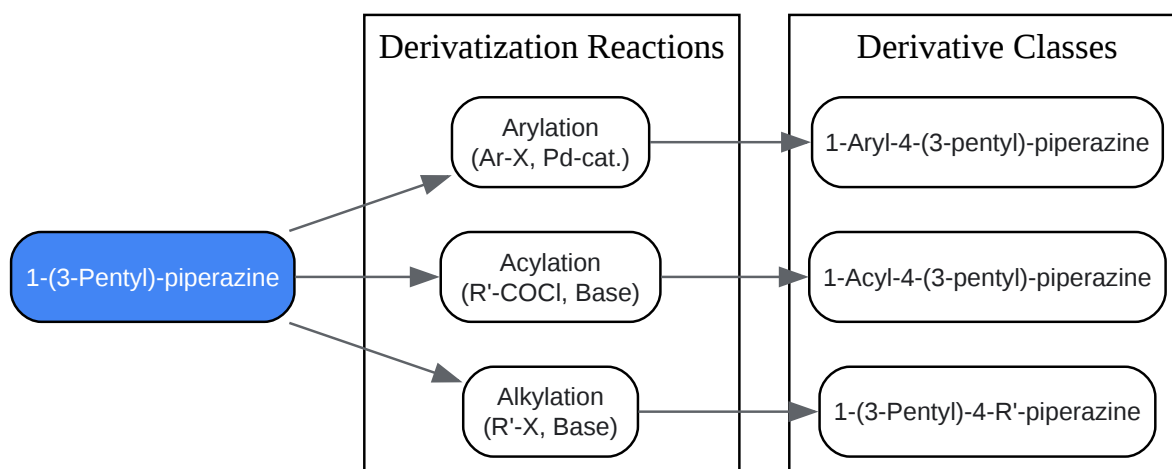 Derivatization Reactions
Derivative Classes
Arylation
(Ar-X, Pd-cat.)
1-Aryl-4-(3-pentyl)-piperazine
1-(3-Pentyl)-piperazine
Acylation
(R'-COCl, Base)
1-Acyl-4-(3-pentyl)-piperazine
Alkylation
(R'-X, Base)
1-(3-Pentyl)-4-R'-piperazine